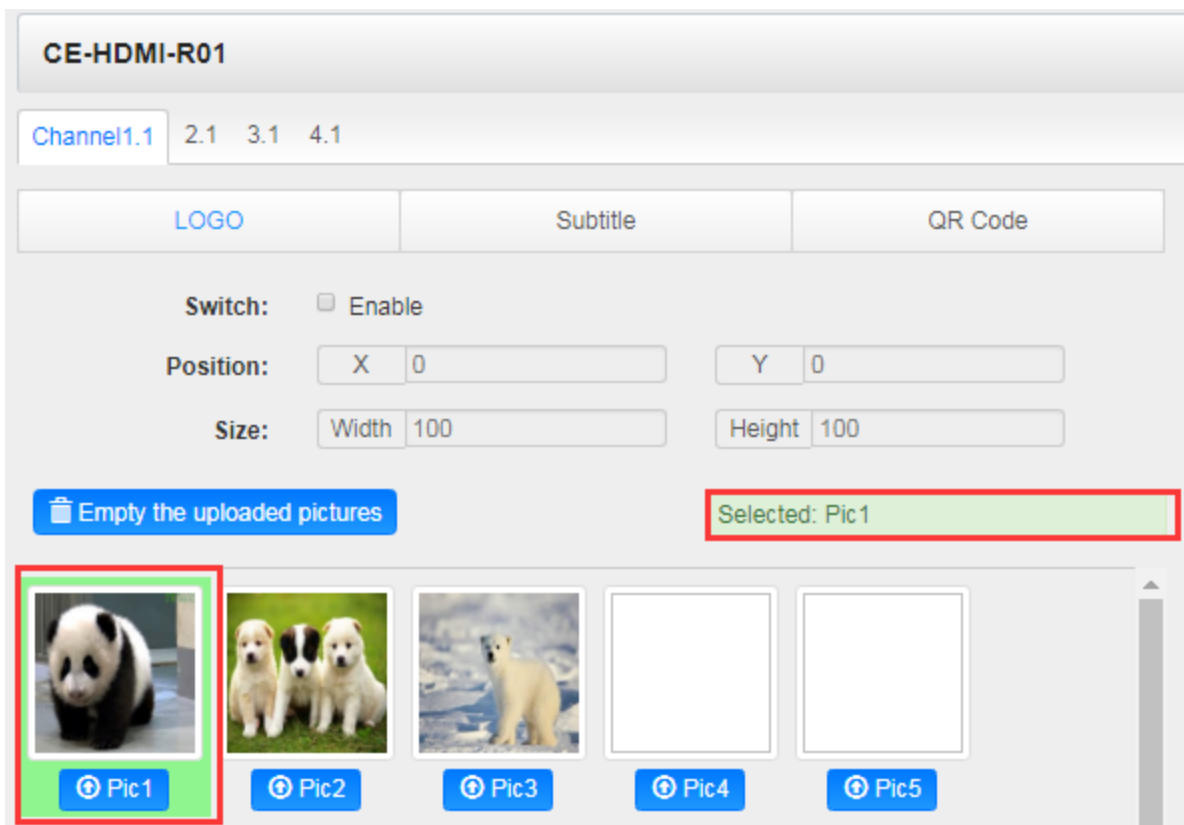 CE-HDMI-R01
Channel1.1 2.1 3.1 4.1
LOGO Subtitle QR Code
Switch: Enable
Position: X 0 Y 0
Size: Width 100 Height 100
Empty the uploaded pictures Selected: Pic1
Pic1 Pic2 Pic3 Pic4 Pic5